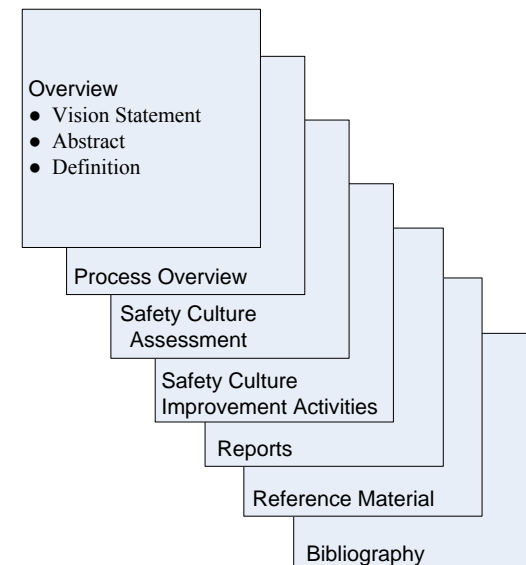 Overview
● Vision Statement
● Abstract
● Definition
Process Overview
Safety Culture
Assessment
Safety Culture
Improvement Activities
Reports
Reference Material
Bibliography